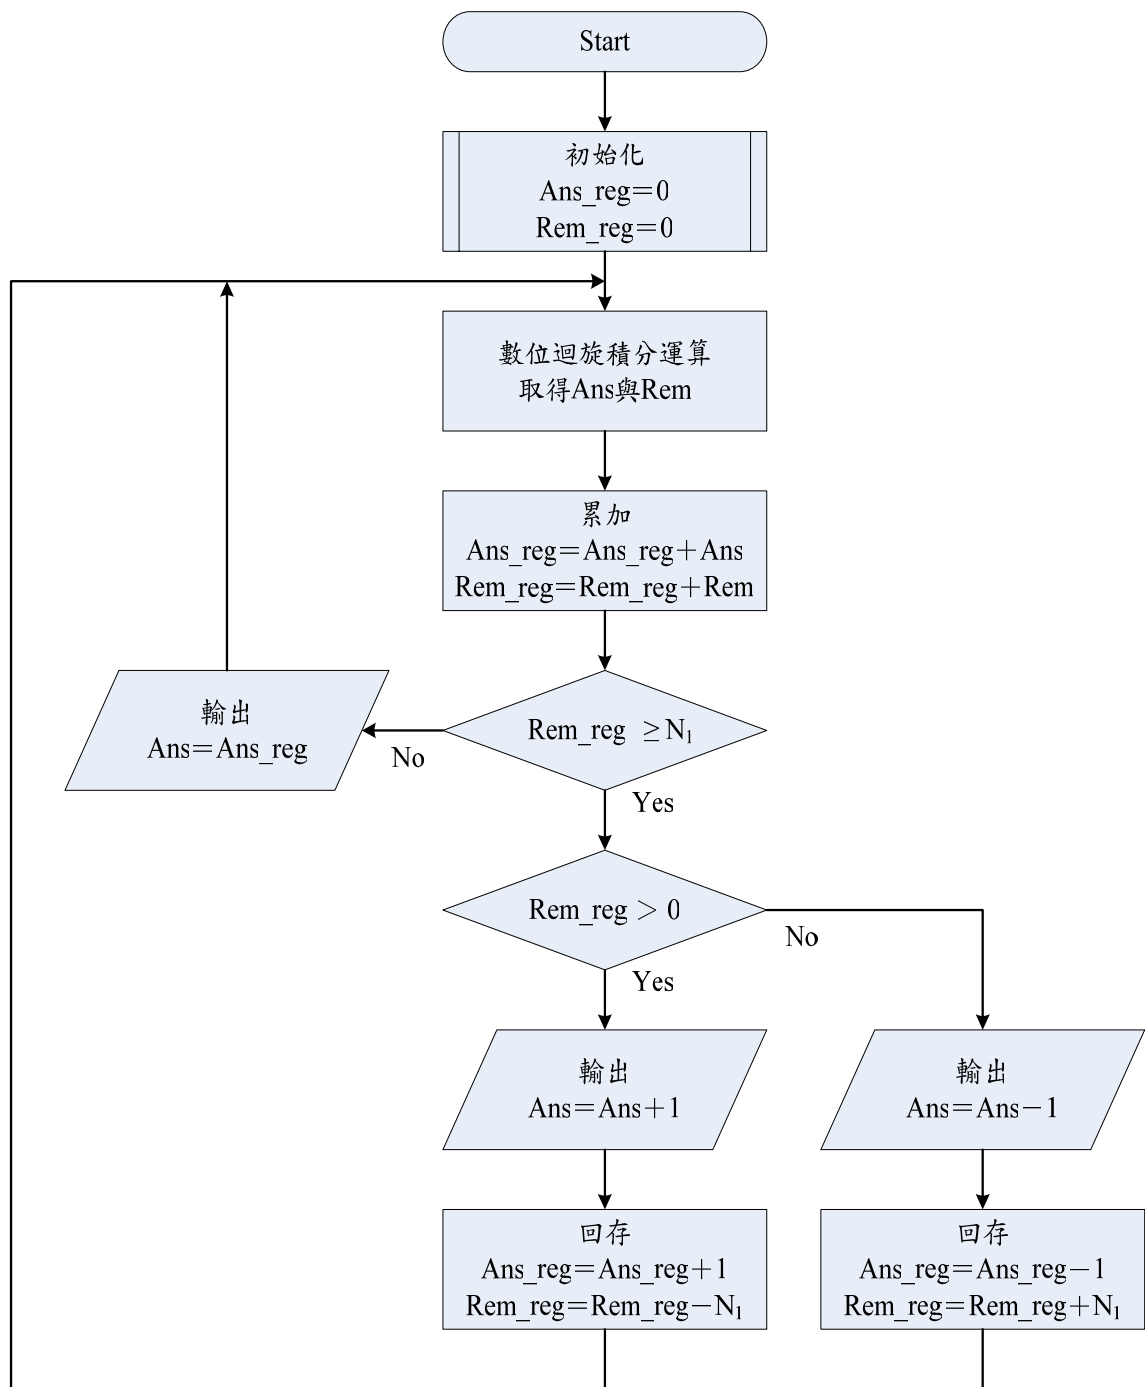 Start
初始化
Ans_reg=0
Rem_reg=0
數位迴旋積分運算
取得Ans與Rem
累加
Ans_reg=Ans_reg+Ans
Rem_reg=Rem_reg+Rem
Rem_reg ≥N₁
No
輸出
Ans=Ans_reg
Yes
Rem_reg > 0
No
Yes
輸出
Ans=Ans+1
輸出
Ans=Ans-1
回存
Ans_reg=Ans_reg+1
Rem_reg=Rem_reg-N₁
回存
Ans_reg=Ans_reg-1
Rem_reg=Rem_reg+N₁